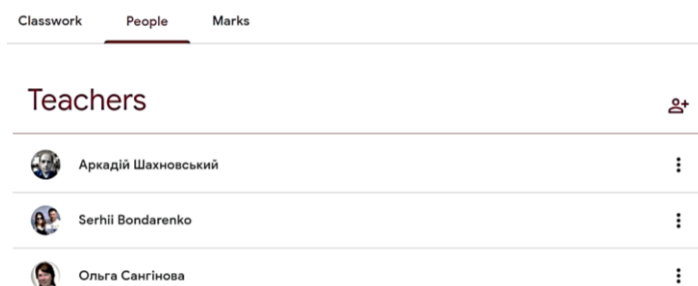 Classwork People Marks
Teachers
Аркадій Шахновський
Serhii Bondarenko
Ольга Сангінова